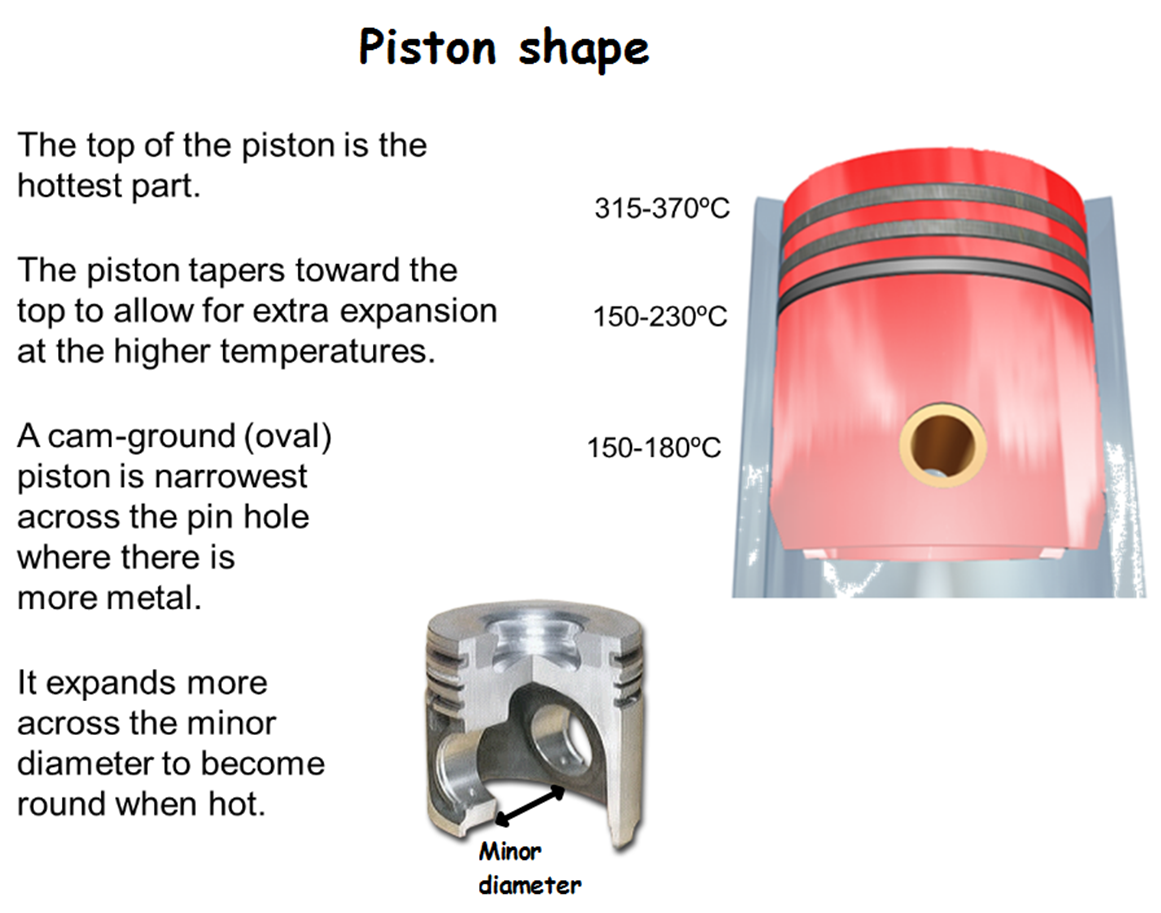 Piston shape
The top of the piston is the
hottest part.
The piston tapers toward the
top to allow for extra expansion
at the higher temperatures.
A cam-ground (oval)
piston is narrowest
across the pin hole
where there is
more metal.
It expands more
across the minor
diameter to become
round when hot.
315-370ºC
150-230ºC
150-180ºC
Minor
diameter